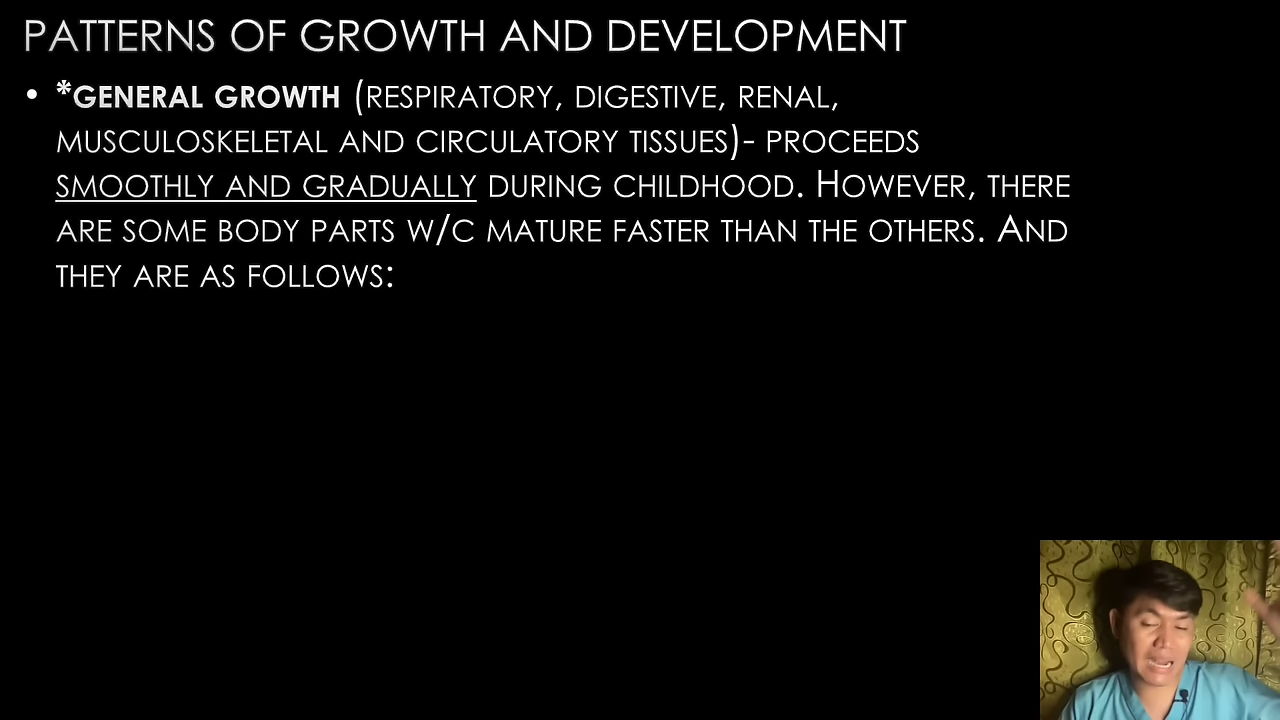 PATTERNS OF GROWTH AND DEVELOPMENT
• *GENERAL GROWTH (RESPIRATORY, DIGESTIVE, RENAL,
MUSCULOSKELETAL AND CIRCULATORY TISSUES)- PROCEEDS
SMOOTHLY AND GRADUALLY DURING CHILDHOOD. HOWEVER, THERE
ARE SOME BODY PARTS W/C MATURE FASTER THAN THE OTHERS. AND
THEY ARE AS FOLLOWS: